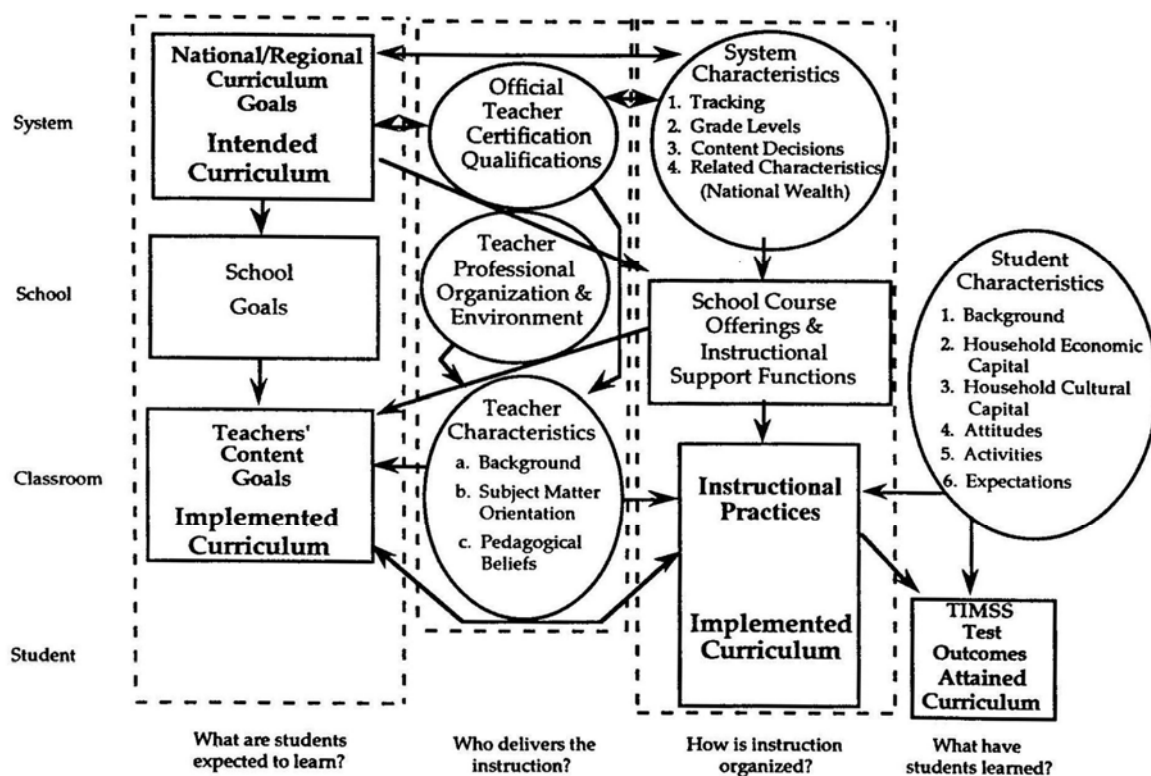 System
School
Classroom
Student
National/Regional
Curriculum
Goals
Intended
Curriculum
School
Goals
Teachers'
Content
Goals
Implemented
Curriculum
What are students
expected to learn?
Official
Teacher
Certification
Qualifications
Teacher
Professional
Organization &
Environment
Teacher
Characteristics
a. Background
b. Subject Matter
Orientation
c. Pedagogical
Beliefs
Who delivers the
instruction?
System
Characteristics
1. Tracking
2. Grade Levels
3. Content Decisions
4. Related Characteristics
(National Wealth)
School Course
Offerings &
Instructional
Support Functions
Instructional
Practices
Implemented
Curriculum
How is instruction
organized?
Student
Characteristics
1. Background
2. Household Economic
Capital
3. Household Cultural
Capital
4. Attitudes
5. Activities
6. Expectations
TIMSS
Test
Outcomes
Attained
Curriculum
What have
students learned?